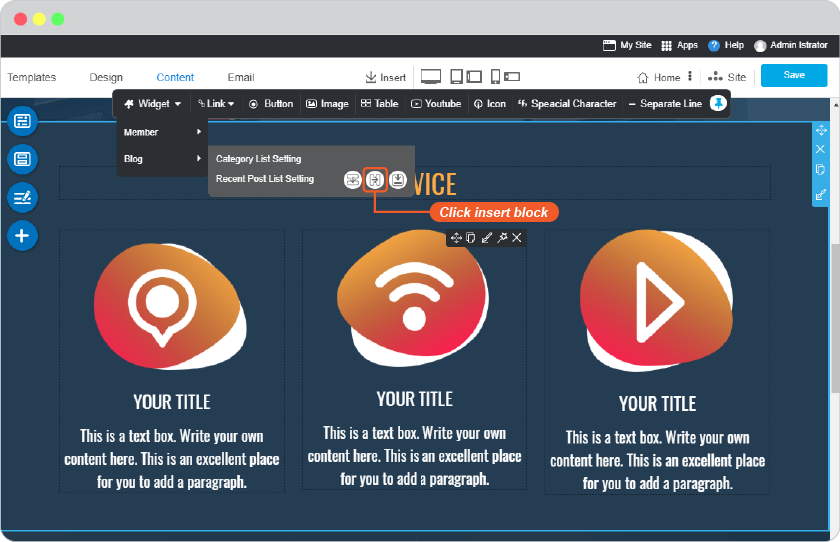 My Site Apps Help Admin Istrator
Templates Design Content Email Insert Home Site Save
Widget Link Button Image Table Youtube Icon Speacial Character Separate Line
Member
Blog
Category List Setting
Recent Post List Setting
VICE
Click insert block
YOUR TITLE
This is a text box. Write your own
content here. This is an excellent place
for you to add a paragraph.
YOUR TITLE
This is a text box. Write your own
content here. This is an excellent place
for you to add a paragraph.
YOUR TITLE
This is a text box. Write your own
content here. This is an excellent place
for you to add a paragraph.